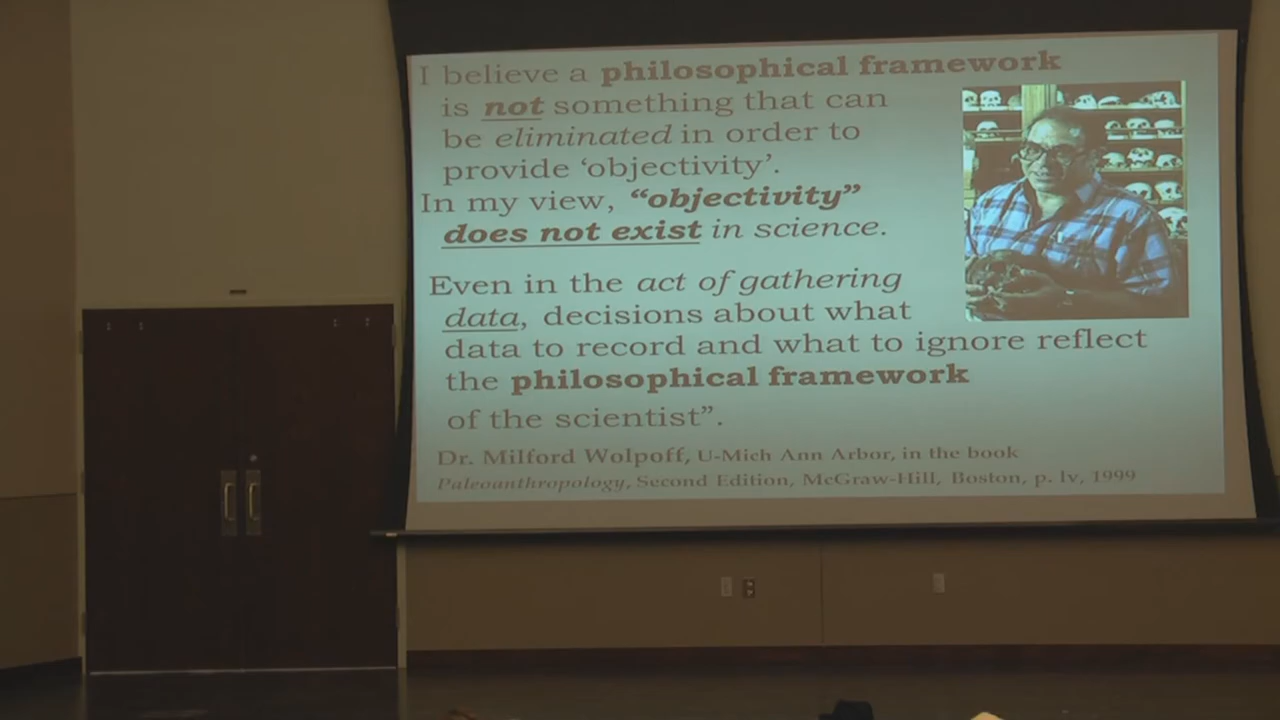 I believe a philosophical framework
is not something that can
be eliminated in order to
provide ‘objectivity’.
In my view, “objectivity”
does not exist in science.
Even in the act of gathering
data, decisions about what
data to record and what to ignore reflect
the philosophical framework
of the scientist”.
Dr. Milford Wolpoff, U-Mich Ann Arbor, in the book
Paleoanthropology, Second Edition, McGraw-Hill, Boston, p. lv, 1999